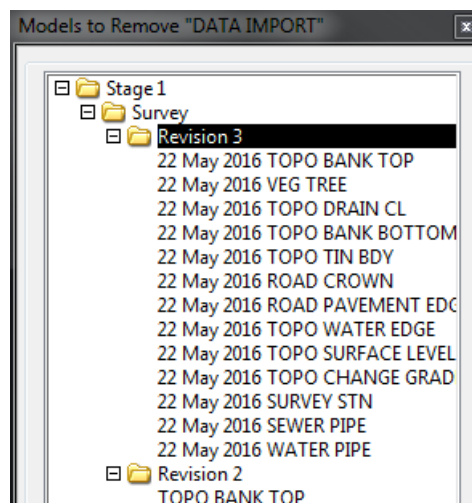 Models to Remove "DATA IMPORT"
Stage 1
Survey
Revision 3
22 May 2016 TOPO BANK TOP
22 May 2016 VEG TREE
22 May 2016 TOPO DRAIN CL
22 May 2016 TOPO BANK BOTTOM
22 May 2016 TOPO TIN BDY
22 May 2016 ROAD CROWN
22 May 2016 ROAD PAVEMENT EDG
22 May 2016 TOPO WATER EDGE
22 May 2016 TOPO SURFACE LEVEL
22 May 2016 TOPO CHANGE GRAD
22 May 2016 SURVEY STN
22 May 2016 SEWER PIPE
22 May 2016 WATER PIPE
Revision 2
TOPO BANK TOP